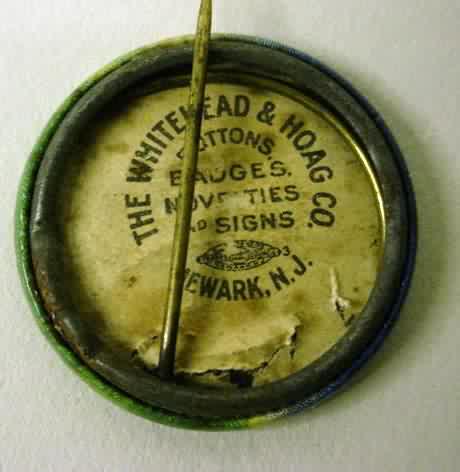 THE WHITEHEAD & HOAG CO.
BUTTONS,
BADGES,
NOVELTIES
AND SIGNS
NEWARK, N.J.